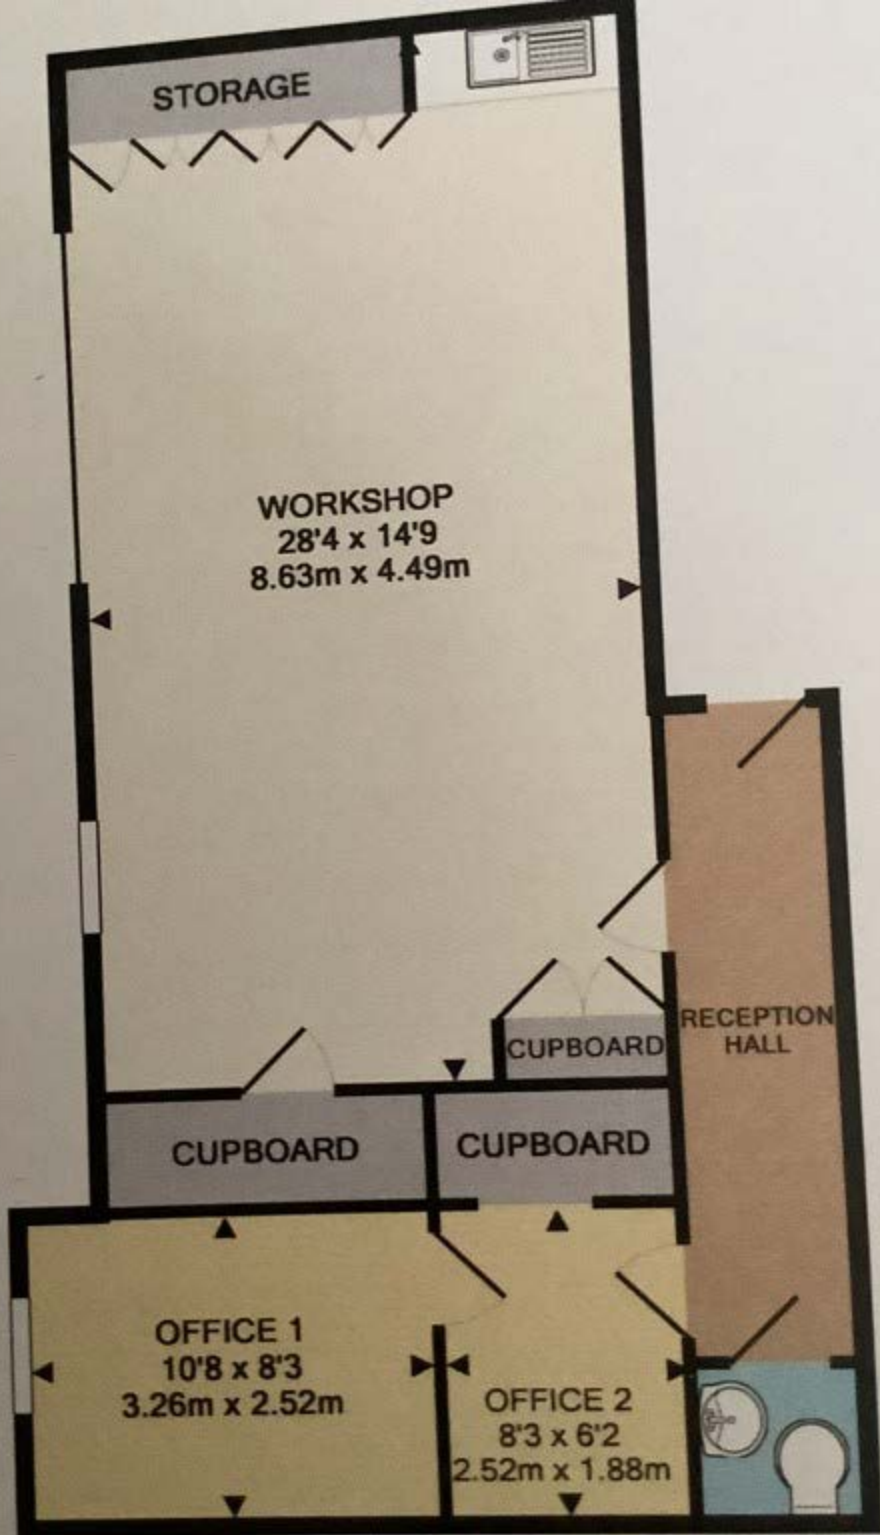 STORAGE
WORKSHOP
28'4 x 14'9
8.63m x 4.49m
RECEPTION
HALL
CUPBOARD
CUPBOARD
CUPBOARD
OFFICE 1
10'8 x 8'3
3.26m x 2.52m
OFFICE 2
8'3 x 6'2
2.52m x 1.88m